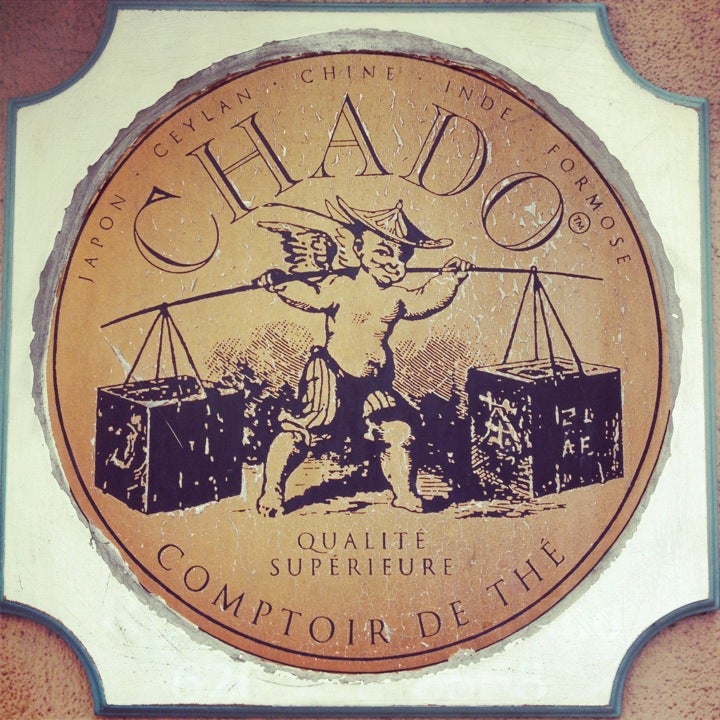 JAPON · CEYLAN · CHINE · INDE · FORMOSE
CHADO™
QUALITÉ
SUPÉRIEURE
COMPTOIR DE THÉ